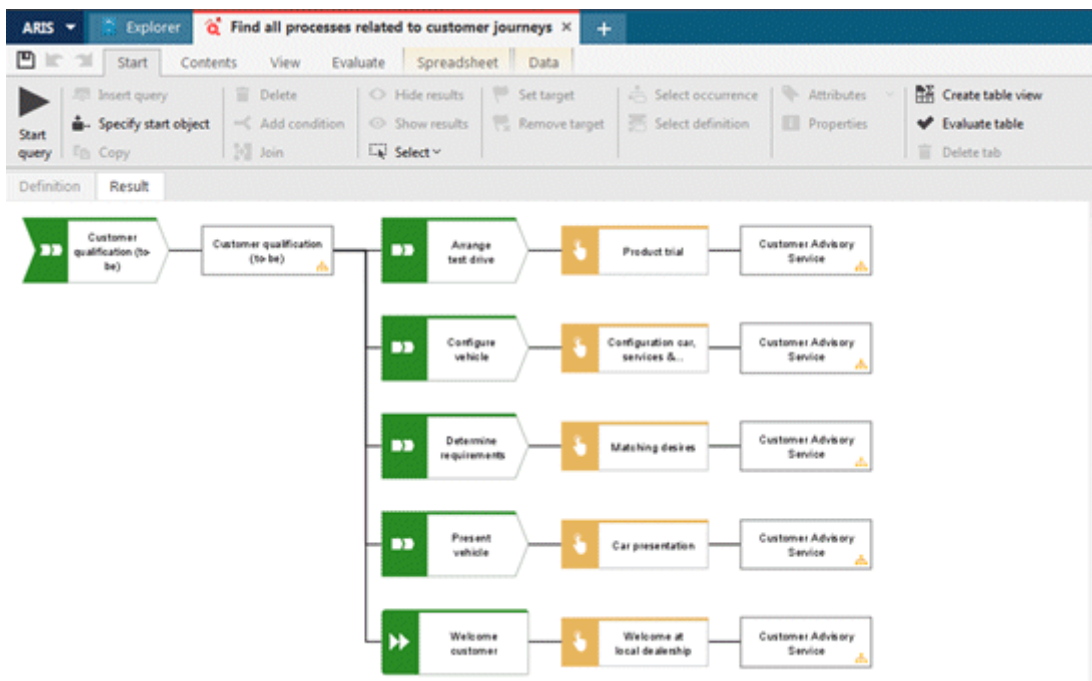 ARIS Explorer Find all processes related to customer journeys × +
Start Contents View Evaluate Spreadsheet Data
Insert query Delete Hide results Set target Select occurrence Attributes Create table view
Start query Specify start object Add condition Show results Remove target Select definition Properties Evaluate table
Copy Join Select Delete tab
Definition Result
Customer
qualification (to-
be)
Customer qualification
(to-be)
Arrange
test drive
Product trial
Customer Advisory
Service
Configure
vehicle
Configuration car,
services &...
Customer Advisory
Service
Determine
requirements
Matching desires
Customer Advisory
Service
Present
vehicle
Car presentation
Customer Advisory
Service
Welcome
customer
Welcome at
local dealership
Customer Advisory
Service